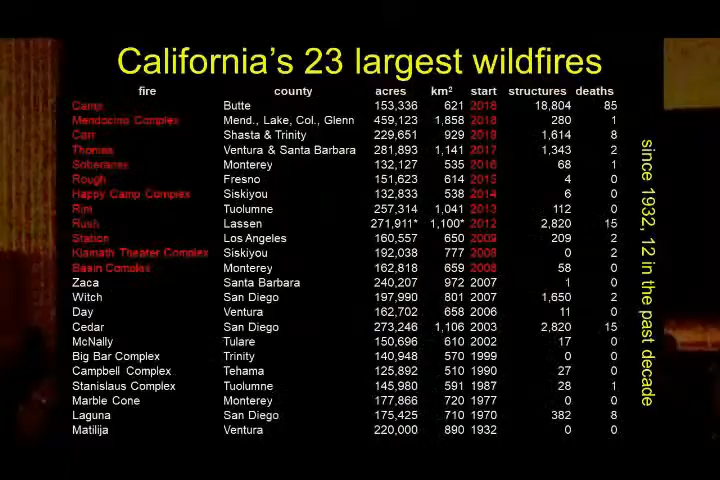 California's 23 largest wildfires
fire county acres km² start structures deaths
Camp Butte 153,336 621 2018 18,804 85
Mendocino Complex Mend., Lake, Col., Glenn 459,123 1,858 2018 280 1
Carr Shasta & Trinity 229,651 929 2018 1,614 8
Thomas Ventura & Santa Barbara 281,893 1,141 2017 1,343 2
Soberanes Monterey 132,127 535 2016 68 1
Rough Fresno 151,623 614 2015 4 0
Happy Camp Complex Siskiyou 132,833 538 2014 6 0
Rim Tuolumne 257,314 1,041 2013 112 0
Rush Lassen 271,911* 1,100* 2012 2,820 15
Station Los Angeles 160,557 650 2009 209 2
Klamath Theater Complex Siskiyou 192,038 777 2008 0 2
Basin Complex Monterey 162,818 659 2008 58 0
Zaca Santa Barbara 240,207 972 2007 1 0
Witch San Diego 197,990 801 2007 1,650 2
Day Ventura 162,702 658 2006 11 0
Cedar San Diego 273,246 1,106 2003 2,820 15
McNally Tulare 150,696 610 2002 17 0
Big Bar Complex Trinity 140,948 570 1999 0 0
Campbell Complex Tehama 125,892 510 1990 27 0
Stanislaus Complex Tuolumne 145,980 591 1987 28 1
Marble Cone Monterey 177,866 720 1977 0 0
Laguna San Diego 175,425 710 1970 382 8
Matilija Ventura 220,000 890 1932 0 0
since 1932, 12 in the past decade